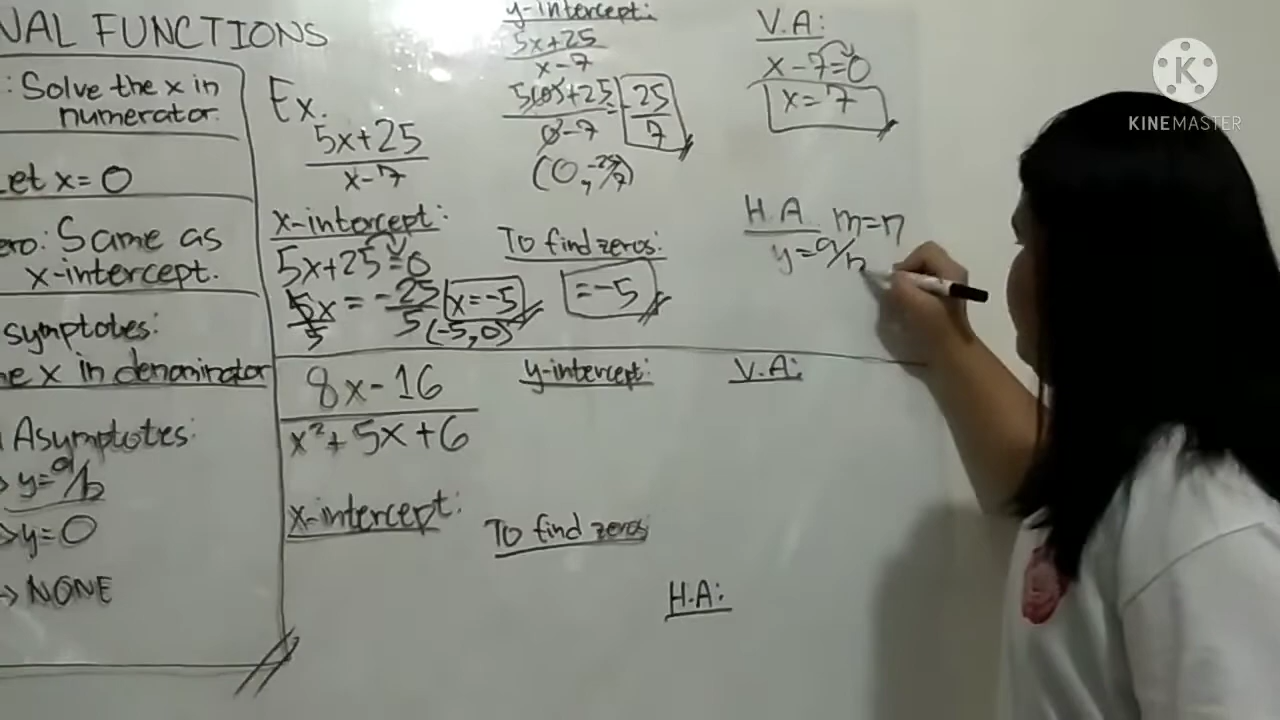 NAL FUNCTIONS
: Solve the x in
numerator.
Let x=0
ero: Same as
x-intercept.
symptotes:
he x in denominator
Asymptotes:
→ y=a/b
→ y=0
→ NONE
Ex.
5x+25
x-7
x-intercept:
5x+25=0
5x = -25
5 5
x=-5
(-5,0)
y-intercept:
5x+25
x-7
5(0)+25 = -25
0-7 7
(0, -25/7)
To find zeros:
=-5
V.A:
x-7=0
x=7
H.A m=n
y=a/b
8x-16
x²+5x+6
x-intercept:
y-intercept:
To find zeros
V.A:
H.A:
K
KINEMASTER